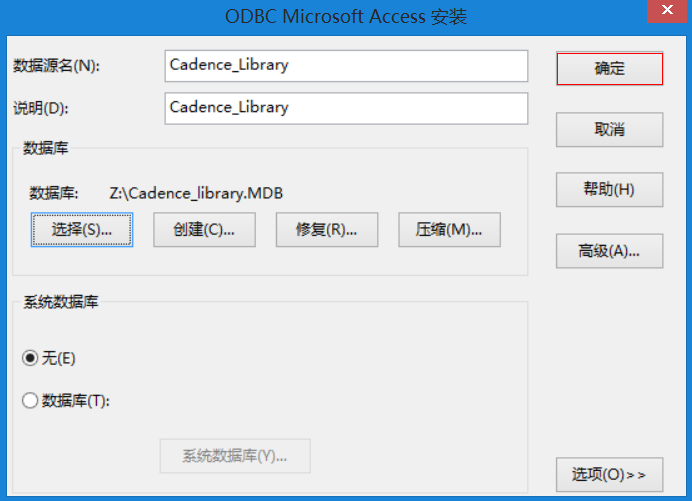 ODBC Microsoft Access 安装
数据源名(N):
Cadence_Library
确定
说明(D):
Cadence_Library
取消
数据库
数据库:
Z:\Cadence_library.MDB
帮助(H)
选择(S)...
创建(C)...
修复(R)...
压缩(M)...
高级(A)...
系统数据库
无(E)
数据库(T):
系统数据库(Y)...
选项(O)>>